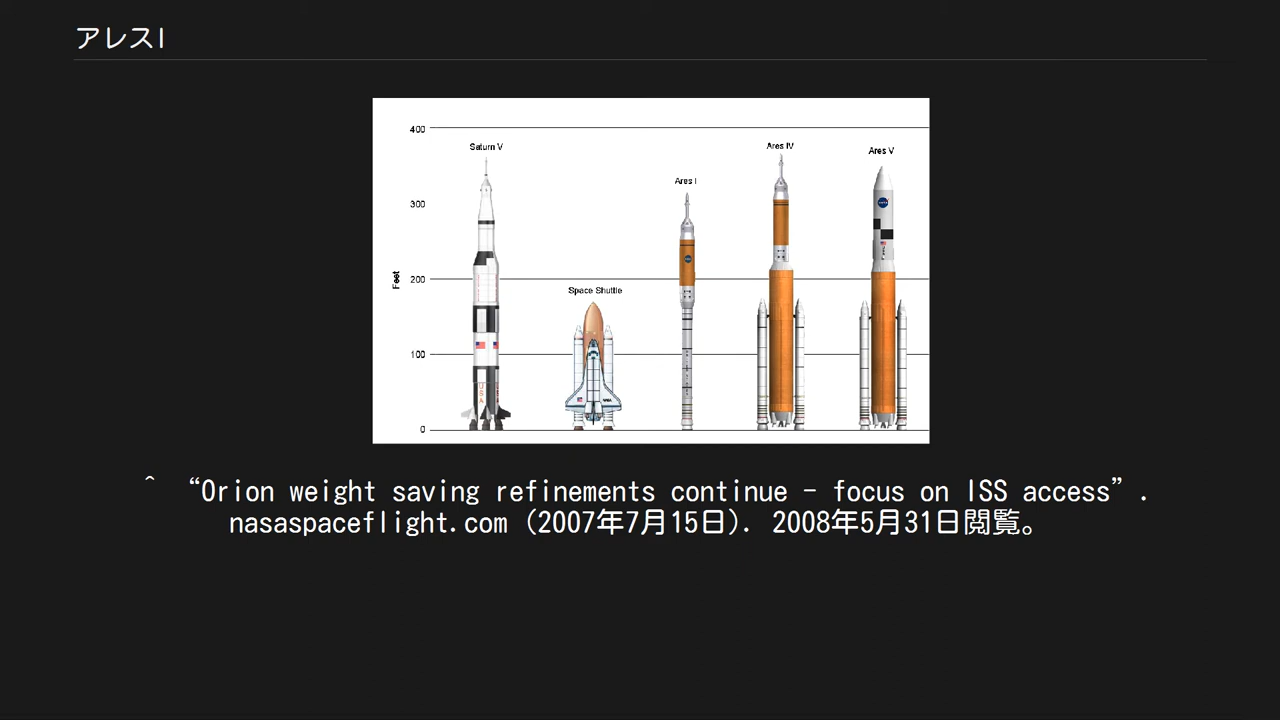 アレスI
400
Saturn V
Ares IV
Ares V
Ares I
300
Feet
200
Space Shuttle
100
0
^ “Orion weight saving refinements continue - focus on ISS access”.
nasaspaceflight.com (2007年7月15日). 2008年5月31日閲覧。